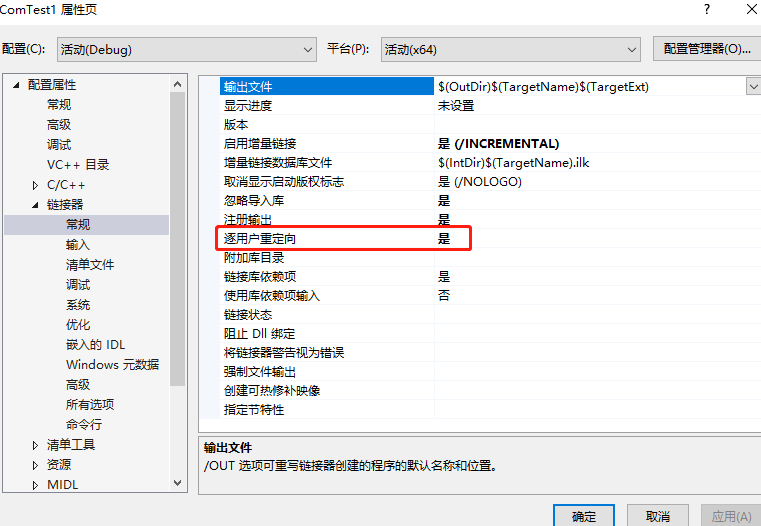 ComTest1 属性页
?
配置(C):
活动(Debug)
平台(P):
活动(x64)
配置管理器(O)...
配置属性
常规
高级
调试
VC++ 目录
C/C++
链接器
常规
输入
清单文件
调试
系统
优化
嵌入的 IDL
Windows 元数据
高级
所有选项
命令行
清单工具
资源
MIDL
输出文件 $(OutDir)$(TargetName)$(TargetExt)
显示进度 未设置
版本
启用增量链接 是 (/INCREMENTAL)
增量链接数据库文件 $(IntDir)$(TargetName).ilk
取消显示启动版权标志 是 (/NOLOGO)
忽略导入库 是
注册输出 是
逐用户重定向 是
附加库目录
链接库依赖项 是
使用库依赖项输入 否
链接状态
阻止 Dll 绑定
将链接器警告视为错误
强制文件输出
创建可热修补映像
指定节特性
输出文件
/OUT 选项可重写链接器创建的程序的默认名称和位置。
确定
取消
应用(A)